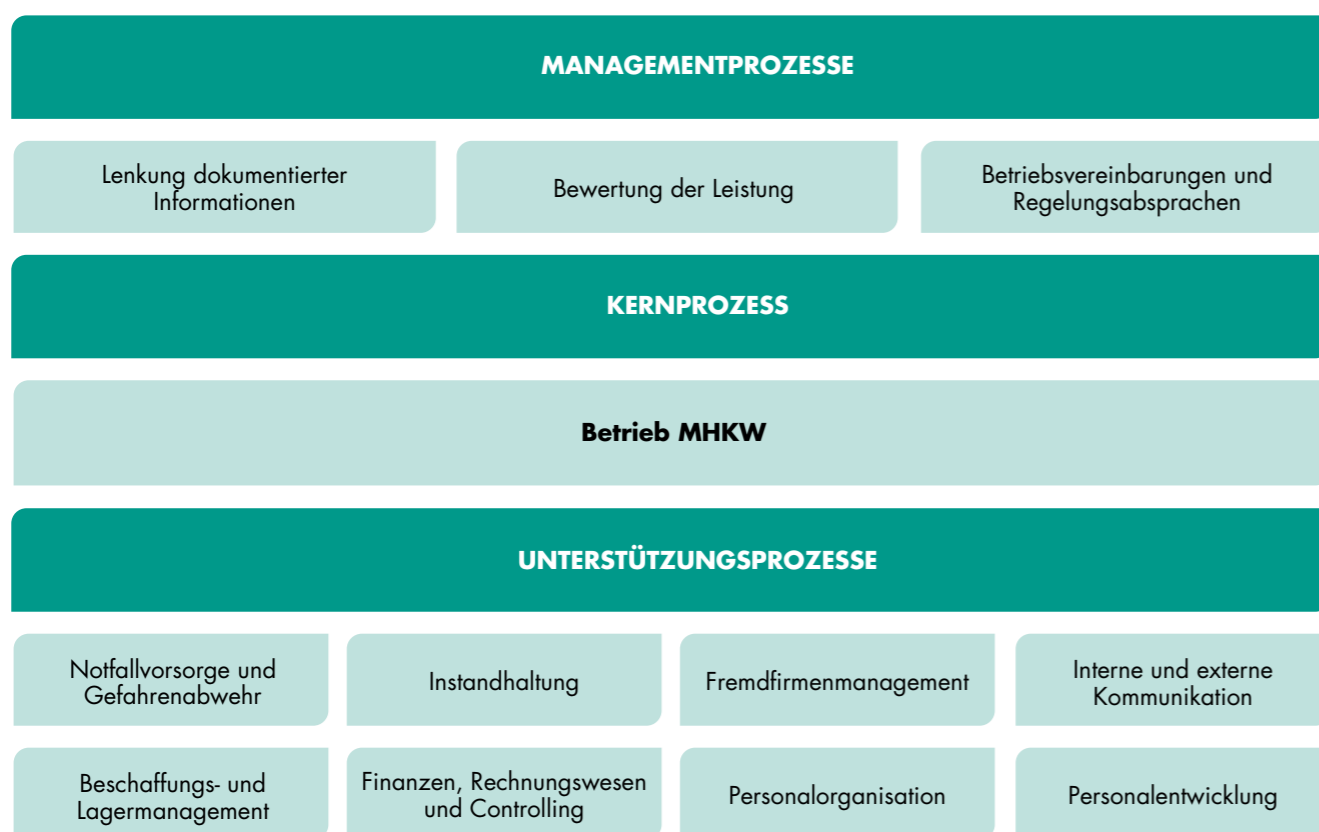 MANAGEMENTPROZESSE
Lenkung dokumentierter
Informationen
Bewertung der Leistung
Betriebsvereinbarungen und
Regelungsabsprachen
KERNPROZESS
Betrieb MHKW
UNTERSTÜTZUNGSPROZESSE
Notfallvorsorge und
Gefahrenabwehr
Instandhaltung
Fremdfirmenmanagement
Interne und externe
Kommunikation
Beschaffungs- und
Lagermanagement
Finanzen, Rechnungswesen
und Controlling
Personalorganisation
Personalentwicklung